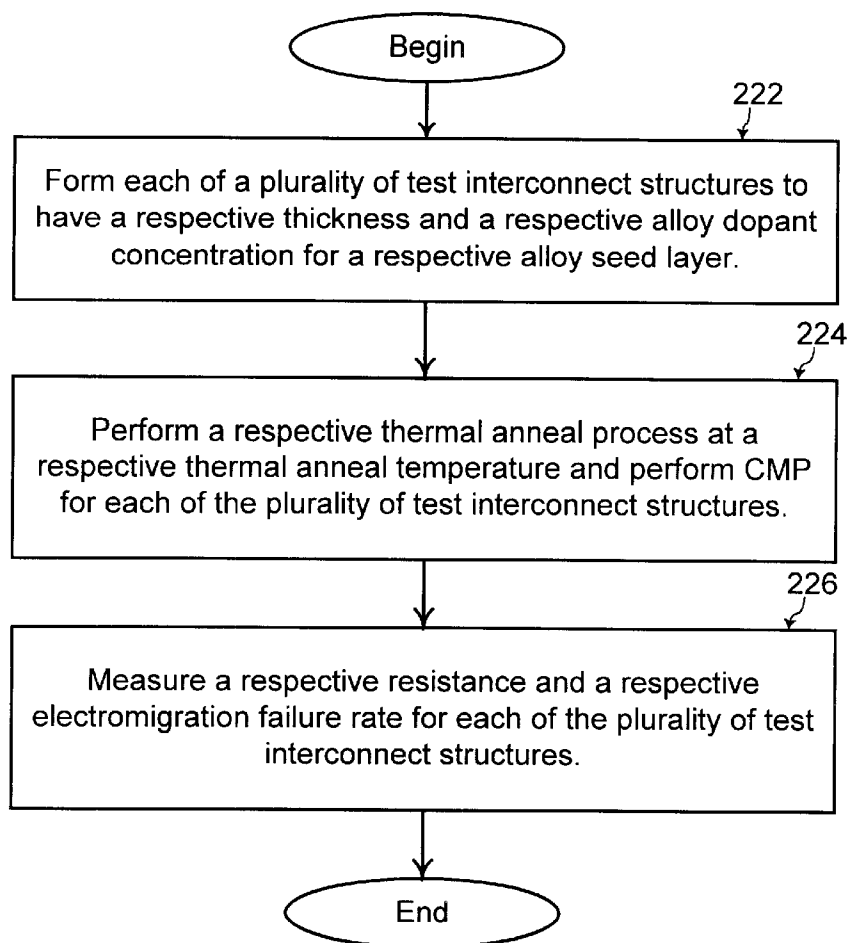 Begin
222
Form each of a plurality of test interconnect structures to
have a respective thickness and a respective alloy dopant
concentration for a respective alloy seed layer.
224
Perform a respective thermal anneal process at a
respective thermal anneal temperature and perform CMP
for each of the plurality of test interconnect structures.
226
Measure a respective resistance and a respective
electromigration failure rate for each of the plurality of test
interconnect structures.
End